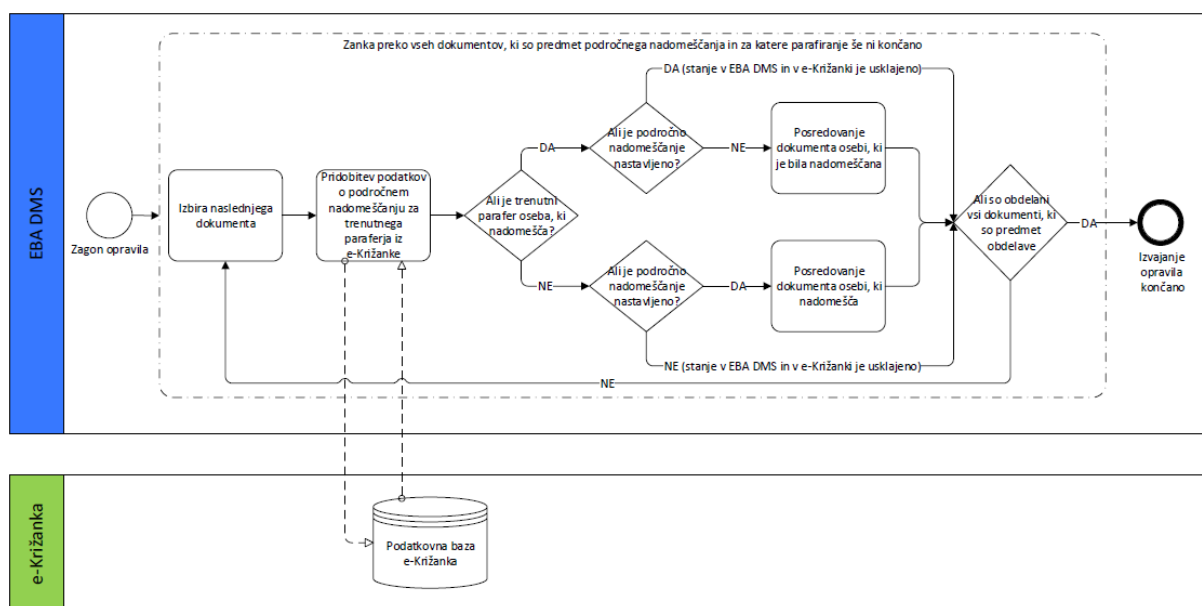 EBA DMS
Zanka preko vseh dokumentov, ki so predmet področnega nadomeščanja in za katere parafiranje še ni končano
Zagon opravila
Izbira naslednjega
dokumenta
Pridobitev podatkov
o področnem
nadomeščanju za
trenutnega
paraferja iz
e-Križanke
Ali je trenutni
parafer oseba, ki
nadomešča?
DA
NE
DA (stanje v EBA DMS in v e-Križanki je usklajeno)
Ali je področno
nadomeščanje
nastavljeno?
NE
Posredovanje
dokumenta osebi, ki
je bila nadomeščana
Ali je področno
nadomeščanje
nastavljeno?
DA
Posredovanje
dokumenta osebi, ki
nadomešča
NE (stanje v EBA DMS in v e-Križanki je usklajeno)
Ali so obdelani
vsi dokumenti, ki
so predmet
obdelave
DA
NE
Izvajanje
opravila
končano
e-Križanka
Podatkovna baza
e-Križanka